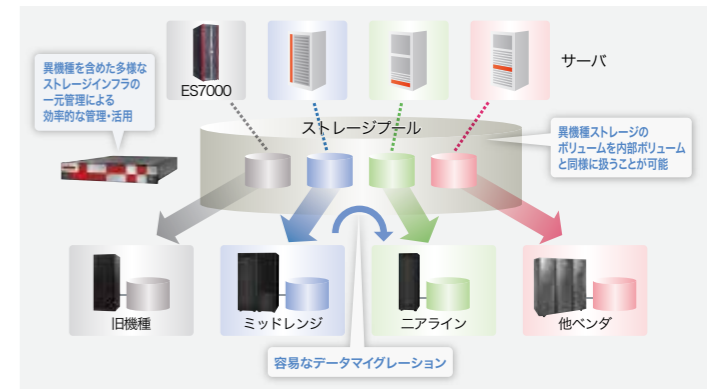 サーバ
異機種を含めた多様な
ストレージインフラの
一元管理による
効率的な管理・活用
ES7000
ストレージプール
異機種ストレージの
ボリュームを内部ボリューム
と同様に扱うことが可能
旧機種
ミッドレンジ
ニアライン
他ベンダ
容易なデータマイグレーション